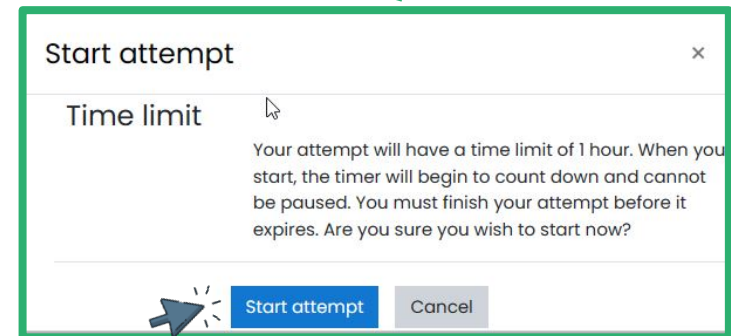 Start attempt ×
Time limit
Your attempt will have a time limit of 1 hour. When you
start, the timer will begin to count down and cannot
be paused. You must finish your attempt before it
expires. Are you sure you wish to start now?
Start attempt Cancel